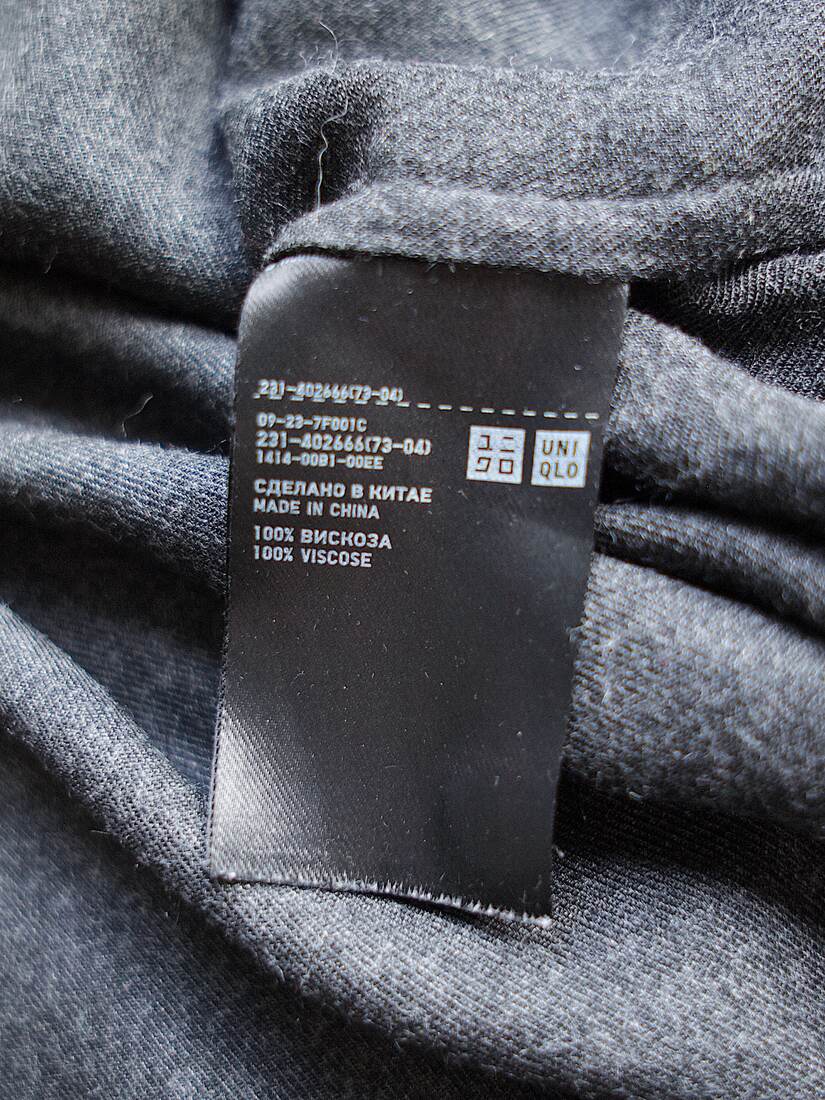 231-402666(73-04)
09-23-7F001C
231-402666(73-04)
1414-00B1-00EE
ユニ
クロ
UNI
QLO
СДЕЛАНО В КИТАЕ
MADE IN CHINA
100% ВИСКОЗА
100% VISCOSE